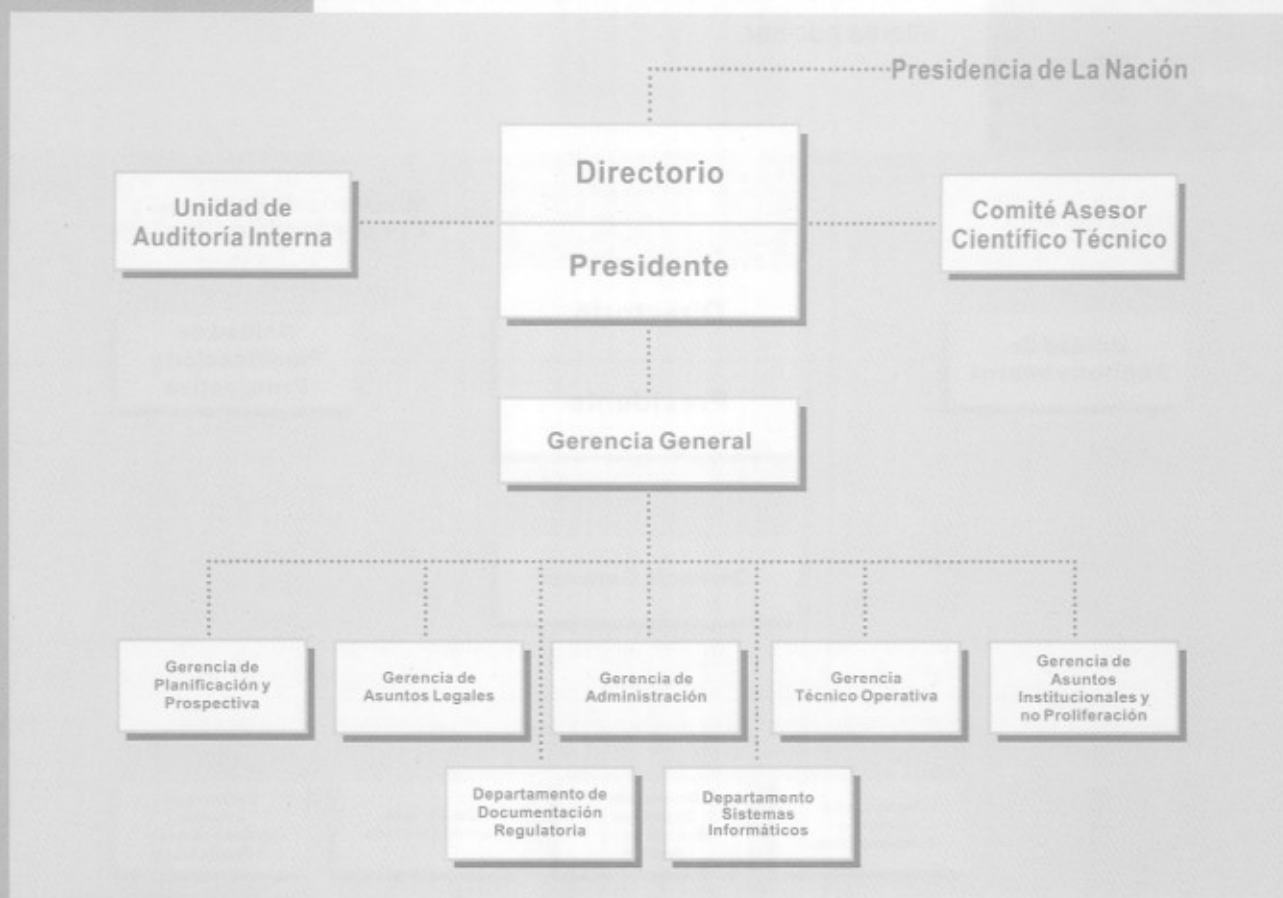 Presidencia de La Nación
Directorio
Presidente
Unidad de
Auditoría Interna
Comité Asesor
Científico Técnico
Gerencia General
Gerencia de
Planificación y
Prospectiva
Gerencia de
Asuntos Legales
Gerencia de
Administración
Gerencia
Técnico Operativa
Gerencia de
Asuntos
Institucionales y
no Proliferación
Departamento de
Documentación
Regulatoria
Departamento
Sistemas
Informáticos